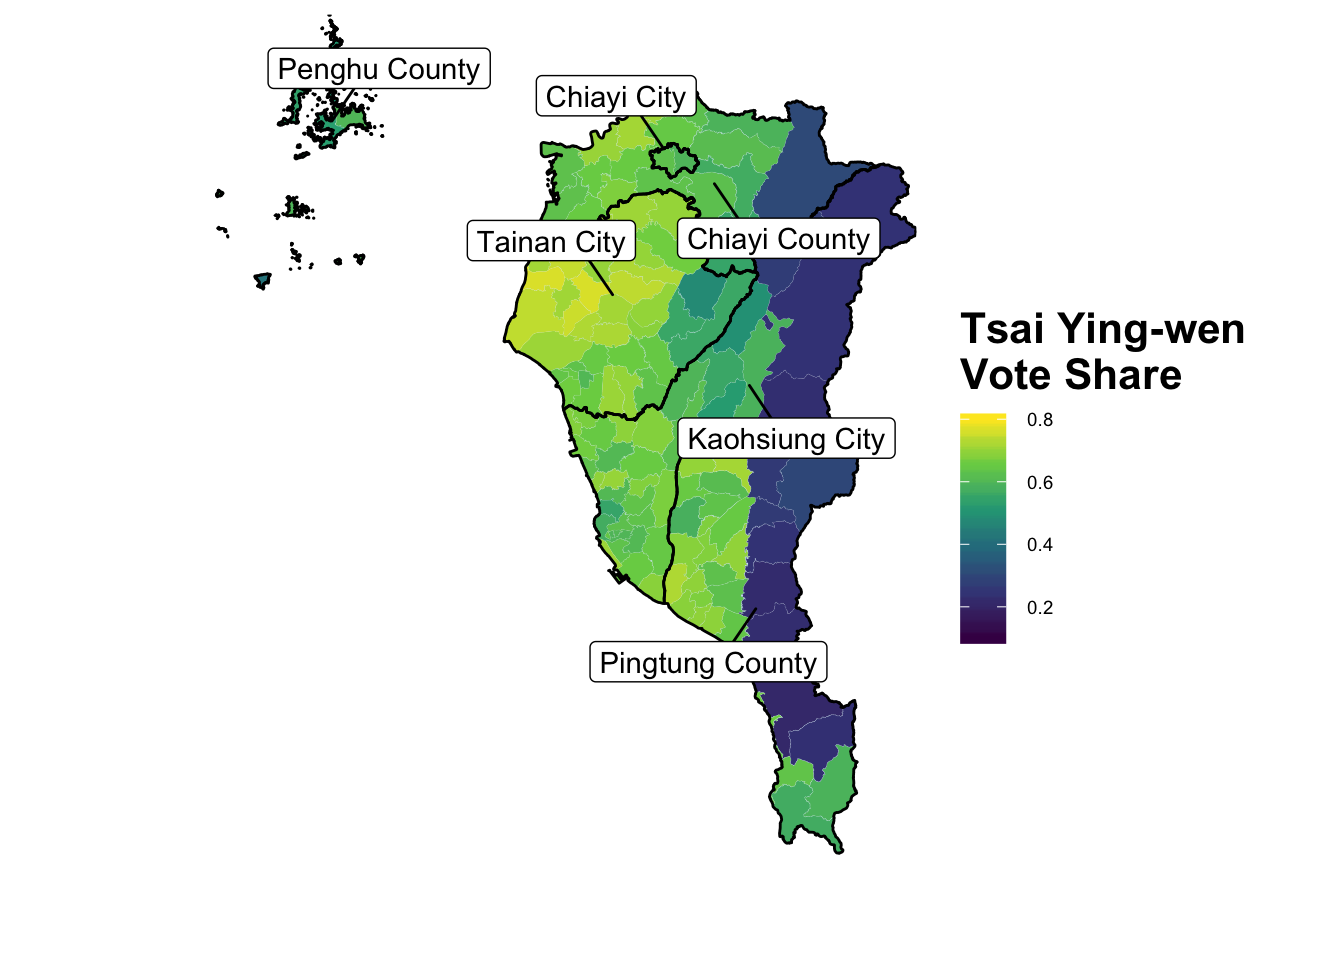 Penghu County
Chiayi City
Tainan City
Chiayi County
Kaohsiung City
Pingtung County
Tsai Ying-wen
Vote Share
0.8
0.6
0.4
0.2